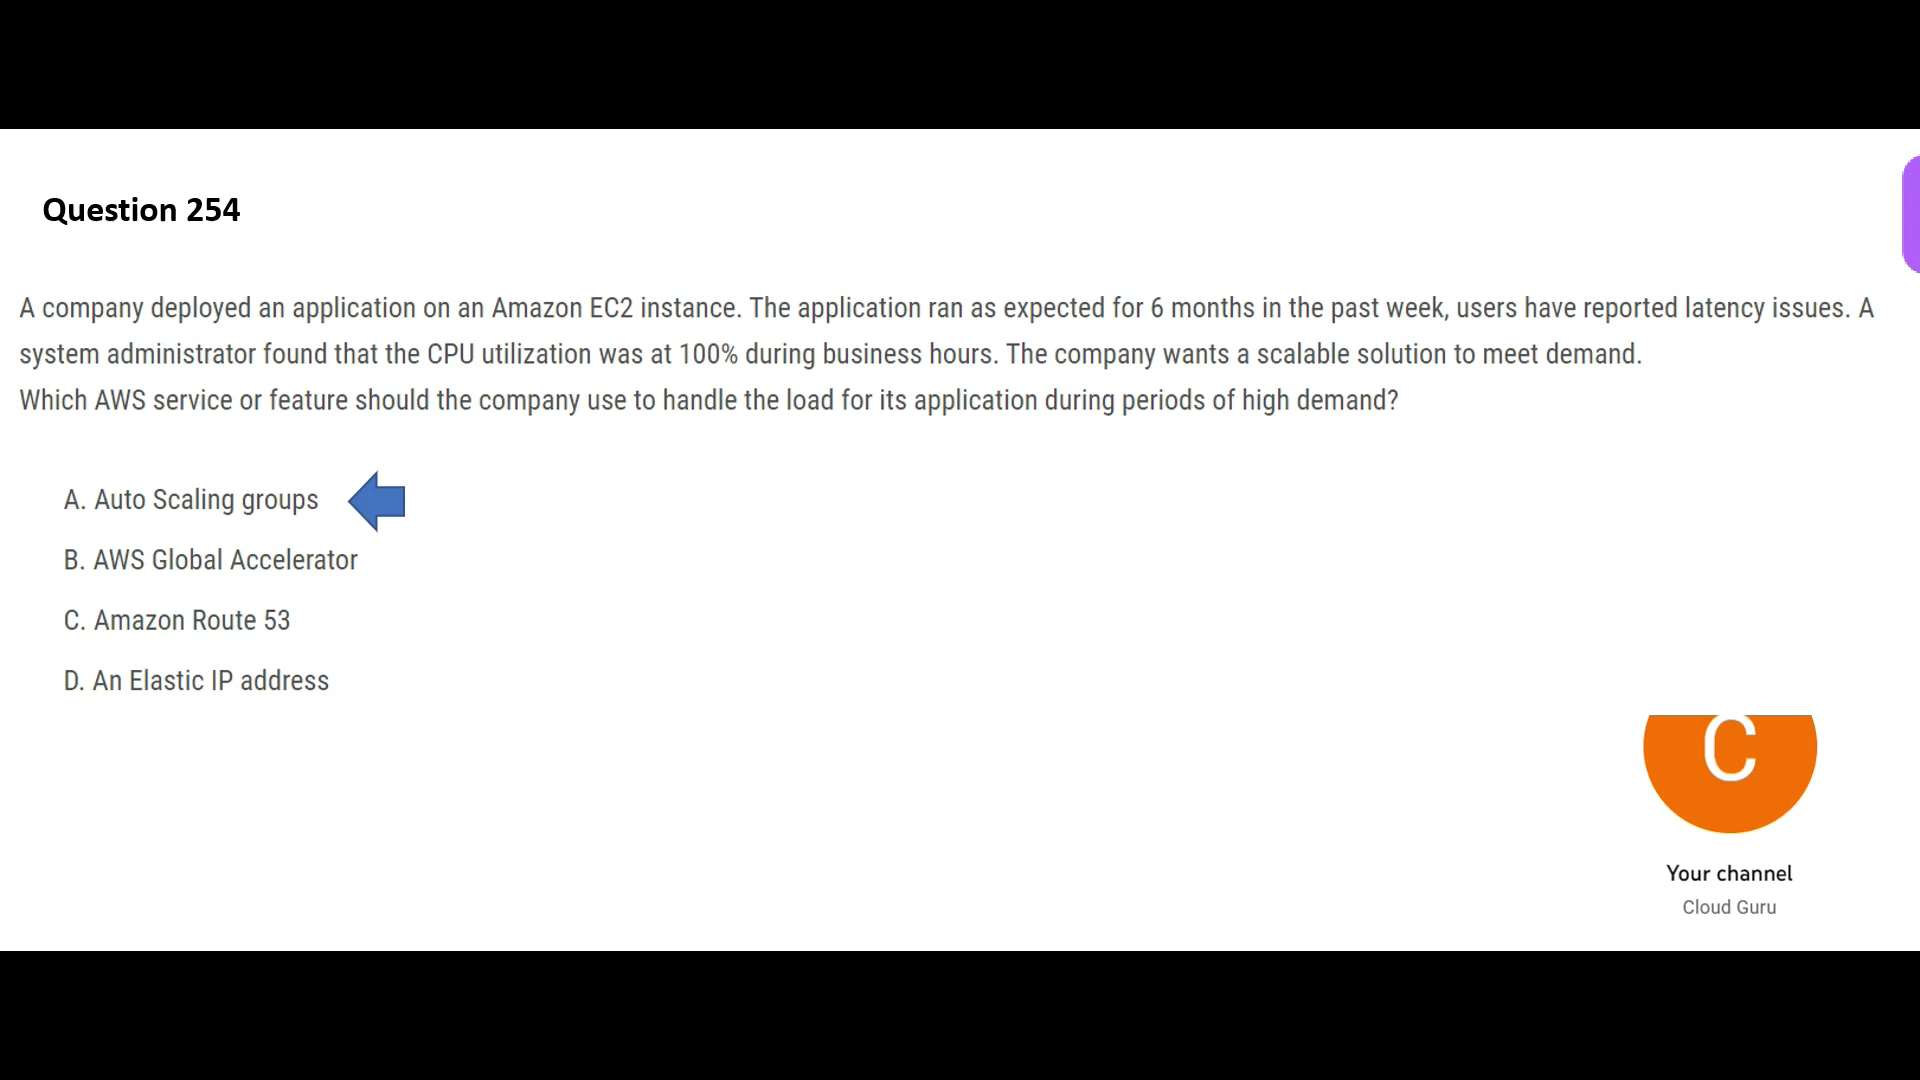 Question 254
A company deployed an application on an Amazon EC2 instance. The application ran as expected for 6 months in the past week, users have reported latency issues. A
system administrator found that the CPU utilization was at 100% during business hours. The company wants a scalable solution to meet demand.
Which AWS service or feature should the company use to handle the load for its application during periods of high demand?
A. Auto Scaling groups
B. AWS Global Accelerator
C. Amazon Route 53
D. An Elastic IP address
C
Your channel
Cloud Guru